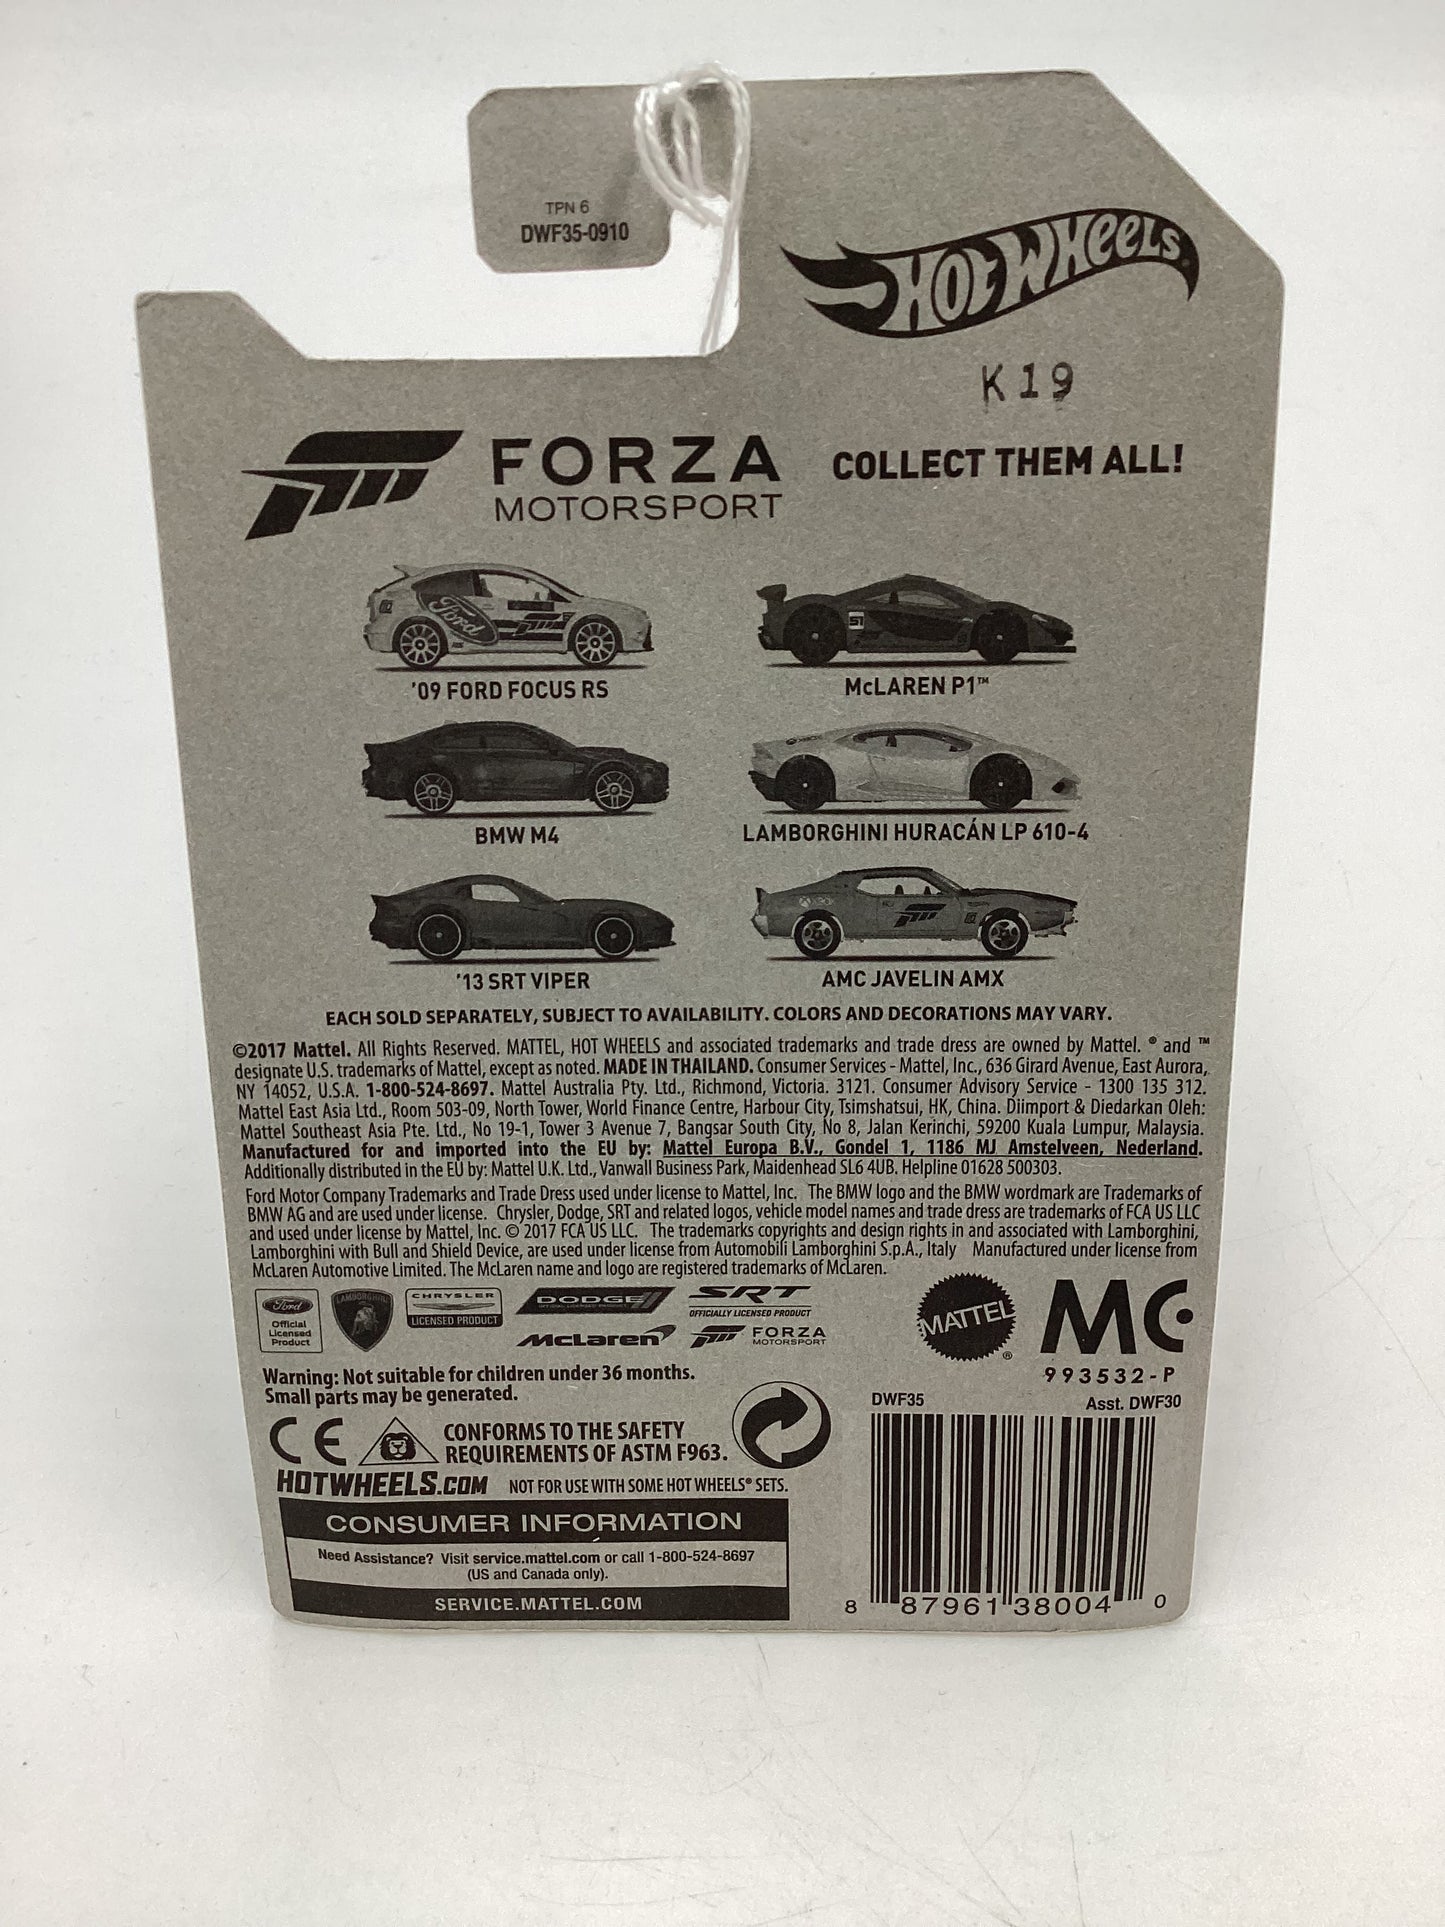 TPN 6
DWF35-0910
HOT WHEELS
K19
FORZA
MOTORSPORT
COLLECT THEM ALL!
Ford
51
'09 FORD FOCUS RS
McLAREN P1™
BMW M4
LAMBORGHINI HURACÁN LP 610-4
'13 SRT VIPER
AMC JAVELIN AMX
EACH SOLD SEPARATELY, SUBJECT TO AVAILABILITY. COLORS AND DECORATIONS MAY VARY.
©2017 Mattel. All Rights Reserved. MATTEL, HOT WHEELS and associated trademarks and trade dress are owned by Mattel. ® and ™
designate U.S. trademarks of Mattel, except as noted. MADE IN THAILAND. Consumer Services - Mattel, Inc., 636 Girard Avenue, East Aurora,
NY 14052, U.S.A. 1-800-524-8697. Mattel Australia Pty. Ltd., Richmond, Victoria. 3121. Consumer Advisory Service - 1300 135 312.
Mattel East Asia Ltd., Room 503-09, North Tower, World Finance Centre, Harbour City, Tsimshatsui, HK, China. Diimport & Diedarkan Oleh:
Mattel Southeast Asia Pte. Ltd., No 19-1, Tower 3 Avenue 7, Bangsar South City, No 8, Jalan Kerinchi, 59200 Kuala Lumpur, Malaysia.
Manufactured for and imported into the EU by: Mattel Europa B.V., Gondel 1, 1186 MJ Amstelveen, Nederland.
Additionally distributed in the EU by: Mattel U.K. Ltd., Vanwall Business Park, Maidenhead SL6 4UB. Helpline 01628 500303.
Ford Motor Company Trademarks and Trade Dress used under license to Mattel, Inc. The BMW logo and the BMW wordmark are Trademarks of
BMW AG and are used under license. Chrysler, Dodge, SRT and related logos, vehicle model names and trade dress are trademarks of FCA US LLC
and used under license by Mattel, Inc. © 2017 FCA US LLC. The trademarks copyrights and design rights in and associated with Lamborghini,
Lamborghini with Bull and Shield Device, are used under license from Automobili Lamborghini S.p.A., Italy Manufactured under license from
McLaren Automotive Limited. The McLaren name and logo are registered trademarks of McLaren.
Ford
Official
Licensed
Product
LAMBORGHINI
CHRYSLER
LICENSED PRODUCT
DODGE
OFFICIAL LICENSED PRODUCT
SRT
OFFICIALLY LICENSED PRODUCT
McLaren
FORZA
MOTORSPORT
MATTEL®
MC
993532-P
Warning: Not suitable for children under 36 months.
Small parts may be generated.
CE
CONFORMS TO THE SAFETY
REQUIREMENTS OF ASTM F963.
HOTWHEELS.COM NOT FOR USE WITH SOME HOT WHEELS® SETS.
CONSUMER INFORMATION
Need Assistance? Visit service.mattel.com or call 1-800-524-8697
(US and Canada only).
SERVICE.MATTEL.COM
DWF35 Asst. DWF30
8 87961 38004 0